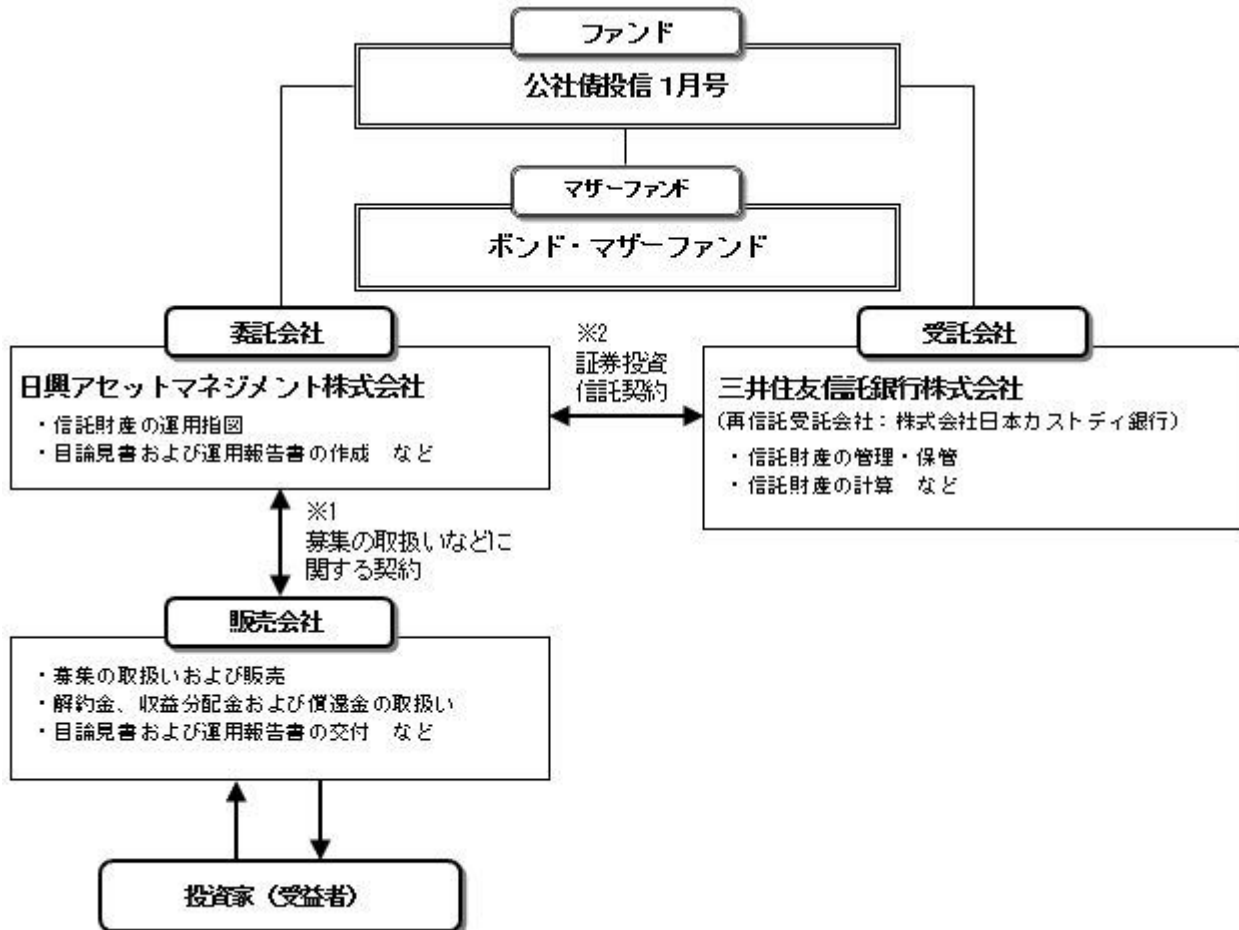 ファンド
公社債投信 1月号
マザーファンド
ボンド・マザーファンド
委託会社
日興アセットマネジメント株式会社
・信託財産の運用指図
・目論見書および運用報告書の作成　など
※2
証券投資
信託契約
受託会社
三井住友信託銀行株式会社
(再信託受託会社：株式会社日本カストディ銀行)
・信託財産の管理・保管
・信託財産の計算　など
※1
募集の取扱いなどに
関する契約
販売会社
・募集の取扱いおよび販売
・解約金、収益分配金および償還金の取扱い
・目論見書および運用報告書の交付　など
投資家（受益者）